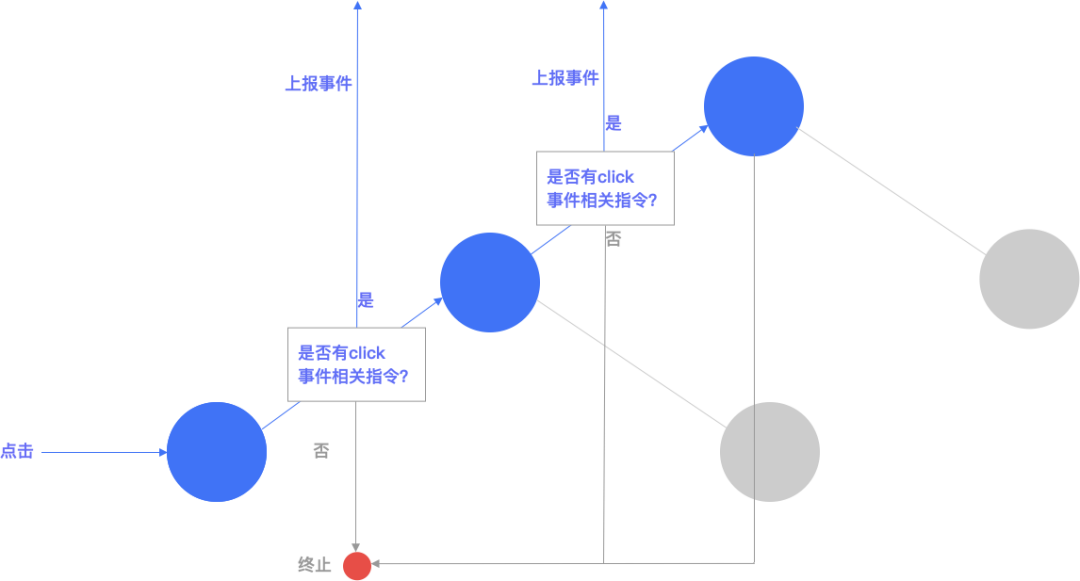 上报事件
上报事件
是
是否有click
事件相关指令?
否
是
是否有click
事件相关指令?
点击
否
终止